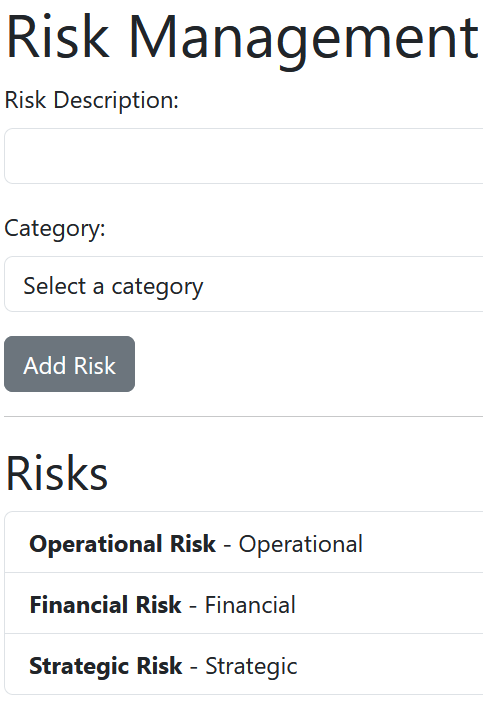 Risk Management
Risk Description:
Category:
Select a category
Add Risk
Risks
Operational Risk - Operational
Financial Risk - Financial
Strategic Risk - Strategic